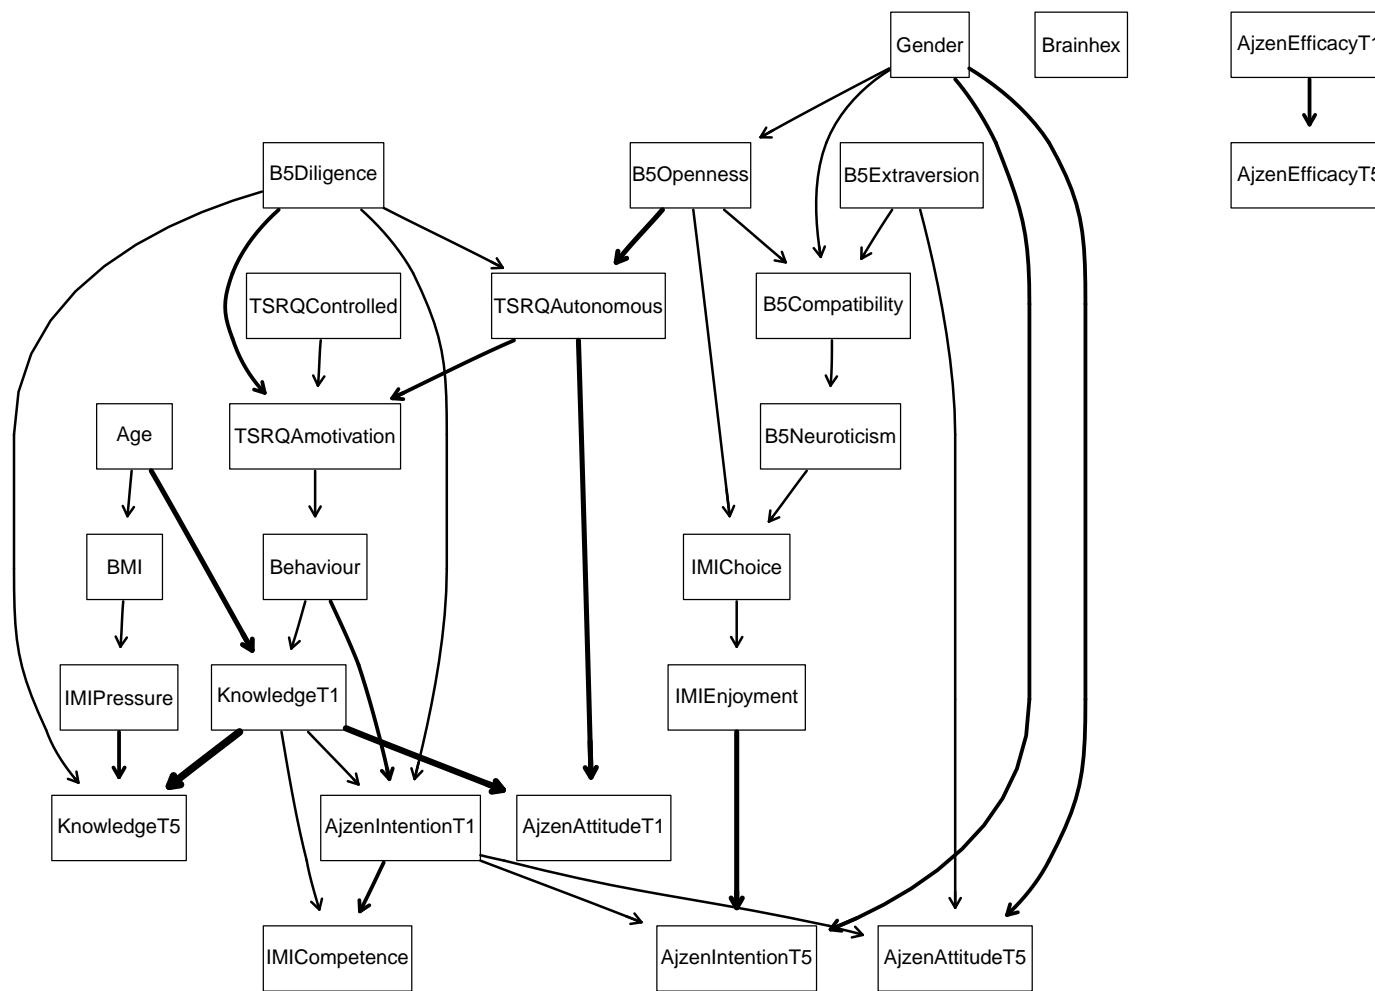 Gender
Brainhex
AjzenEfficacyT1
B5Diligence
B5Openness
B5Extraversion
AjzenEfficacyT5
TSRQControlled
TSRQAutonomous
B5Compatibility
Age
TSRQAmotivation
B5Neuroticism
BMI
Behaviour
IMIChoice
IMIPressure
KnowledgeT1
IMIEnjoyment
KnowledgeT5
AjzenIntentionT1
AjzenAttitudeT1
IMICompetence
AjzenIntentionT5
AjzenAttitudeT5